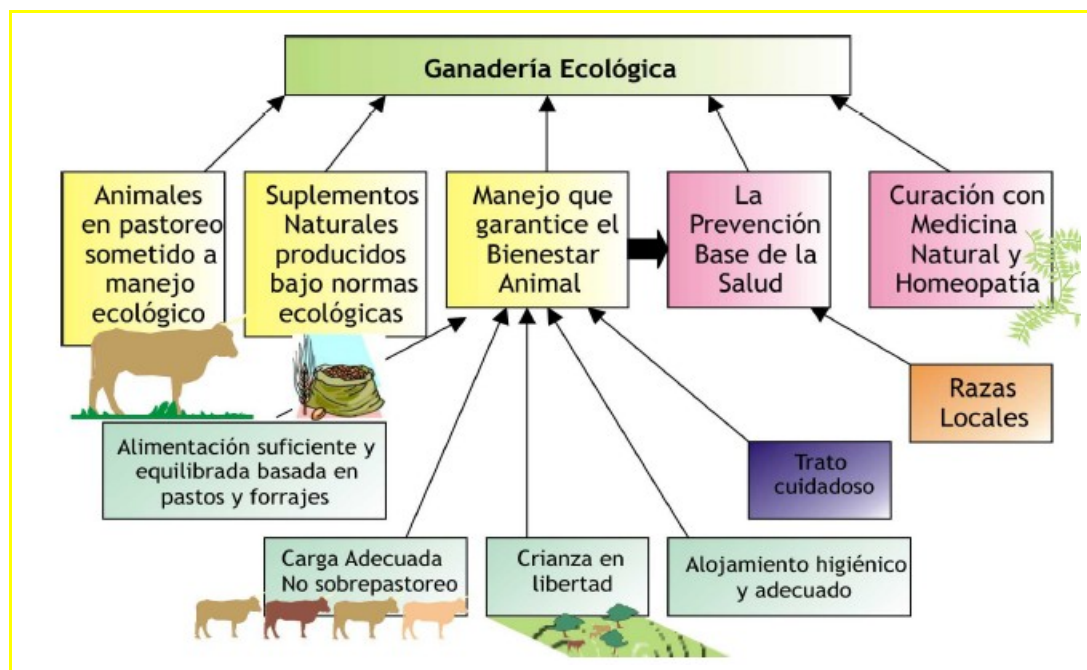 Ganadería Ecológica
Animales
en pastoreo
sometido a
manejo
ecológico
Suplementos
Naturales
producidos
bajo normas
ecológicas
Manejo que
garantice el
Bienestar
Animal
La
Prevención
Base de la
Salud
Curación con
Medicina
Natural y
Homeopatía
Razas
Locales
Alimentación suficiente y
equilibrada basada en
pastos y forrajes
Trato
cuidadoso
Carga Adecuada
No sobrepastoreo
Crianza en
libertad
Alojamiento higiénico
y adecuado